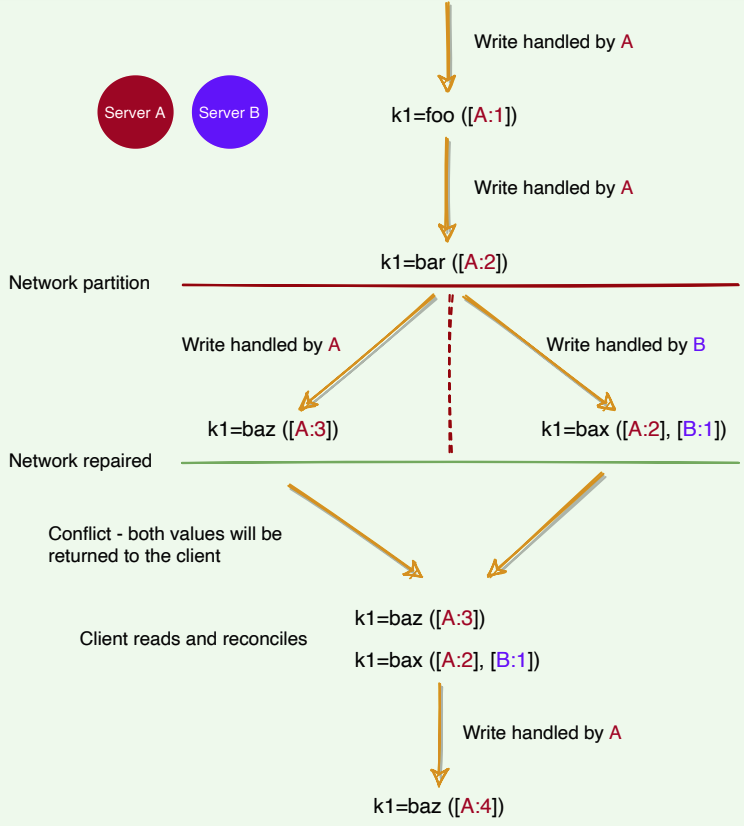 Write handled by A
Server A
Server B
k1=foo ([A:1])
Write handled by A
k1=bar ([A:2])
Network partition
Write handled by A
Write handled by B
k1=baz ([A:3])
k1=bax ([A:2], [B:1])
Network repaired
Conflict - both values will be
returned to the client
k1=baz ([A:3])
Client reads and reconciles
k1=bax ([A:2], [B:1])
Write handled by A
k1=baz ([A:4])